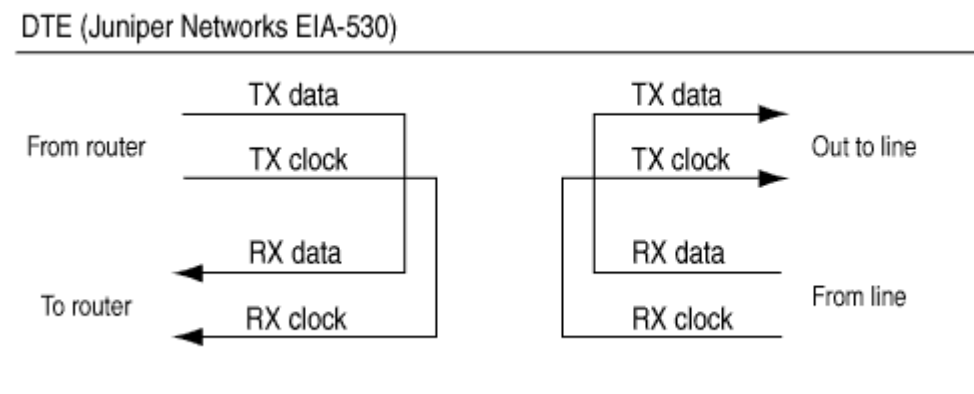 DTE (Juniper Networks EIA-530)
TX data
TX data
From router
Out to line
TX clock
TX clock
RX data
RX data
To router
From line
RX clock
RX clock